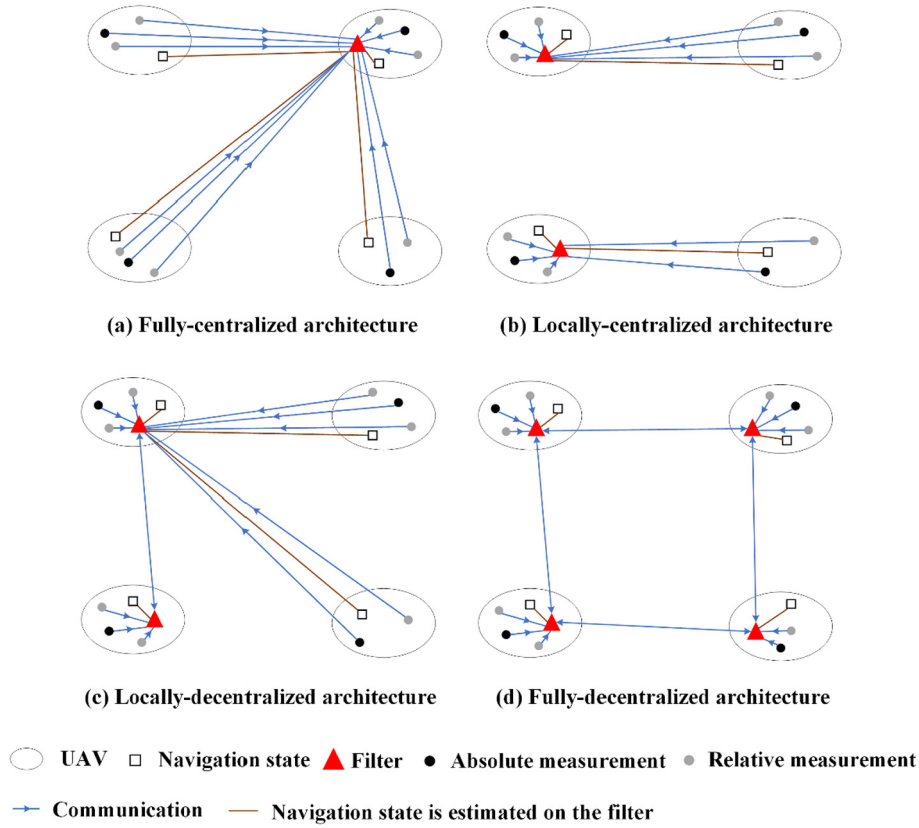 (a) Fully-centralized architecture
(b) Locally-centralized architecture
(c) Locally-decentralized architecture
(d) Fully-decentralized architecture
UAV Navigation state Filter Absolute measurement Relative measurement
Communication Navigation state is estimated on the filter